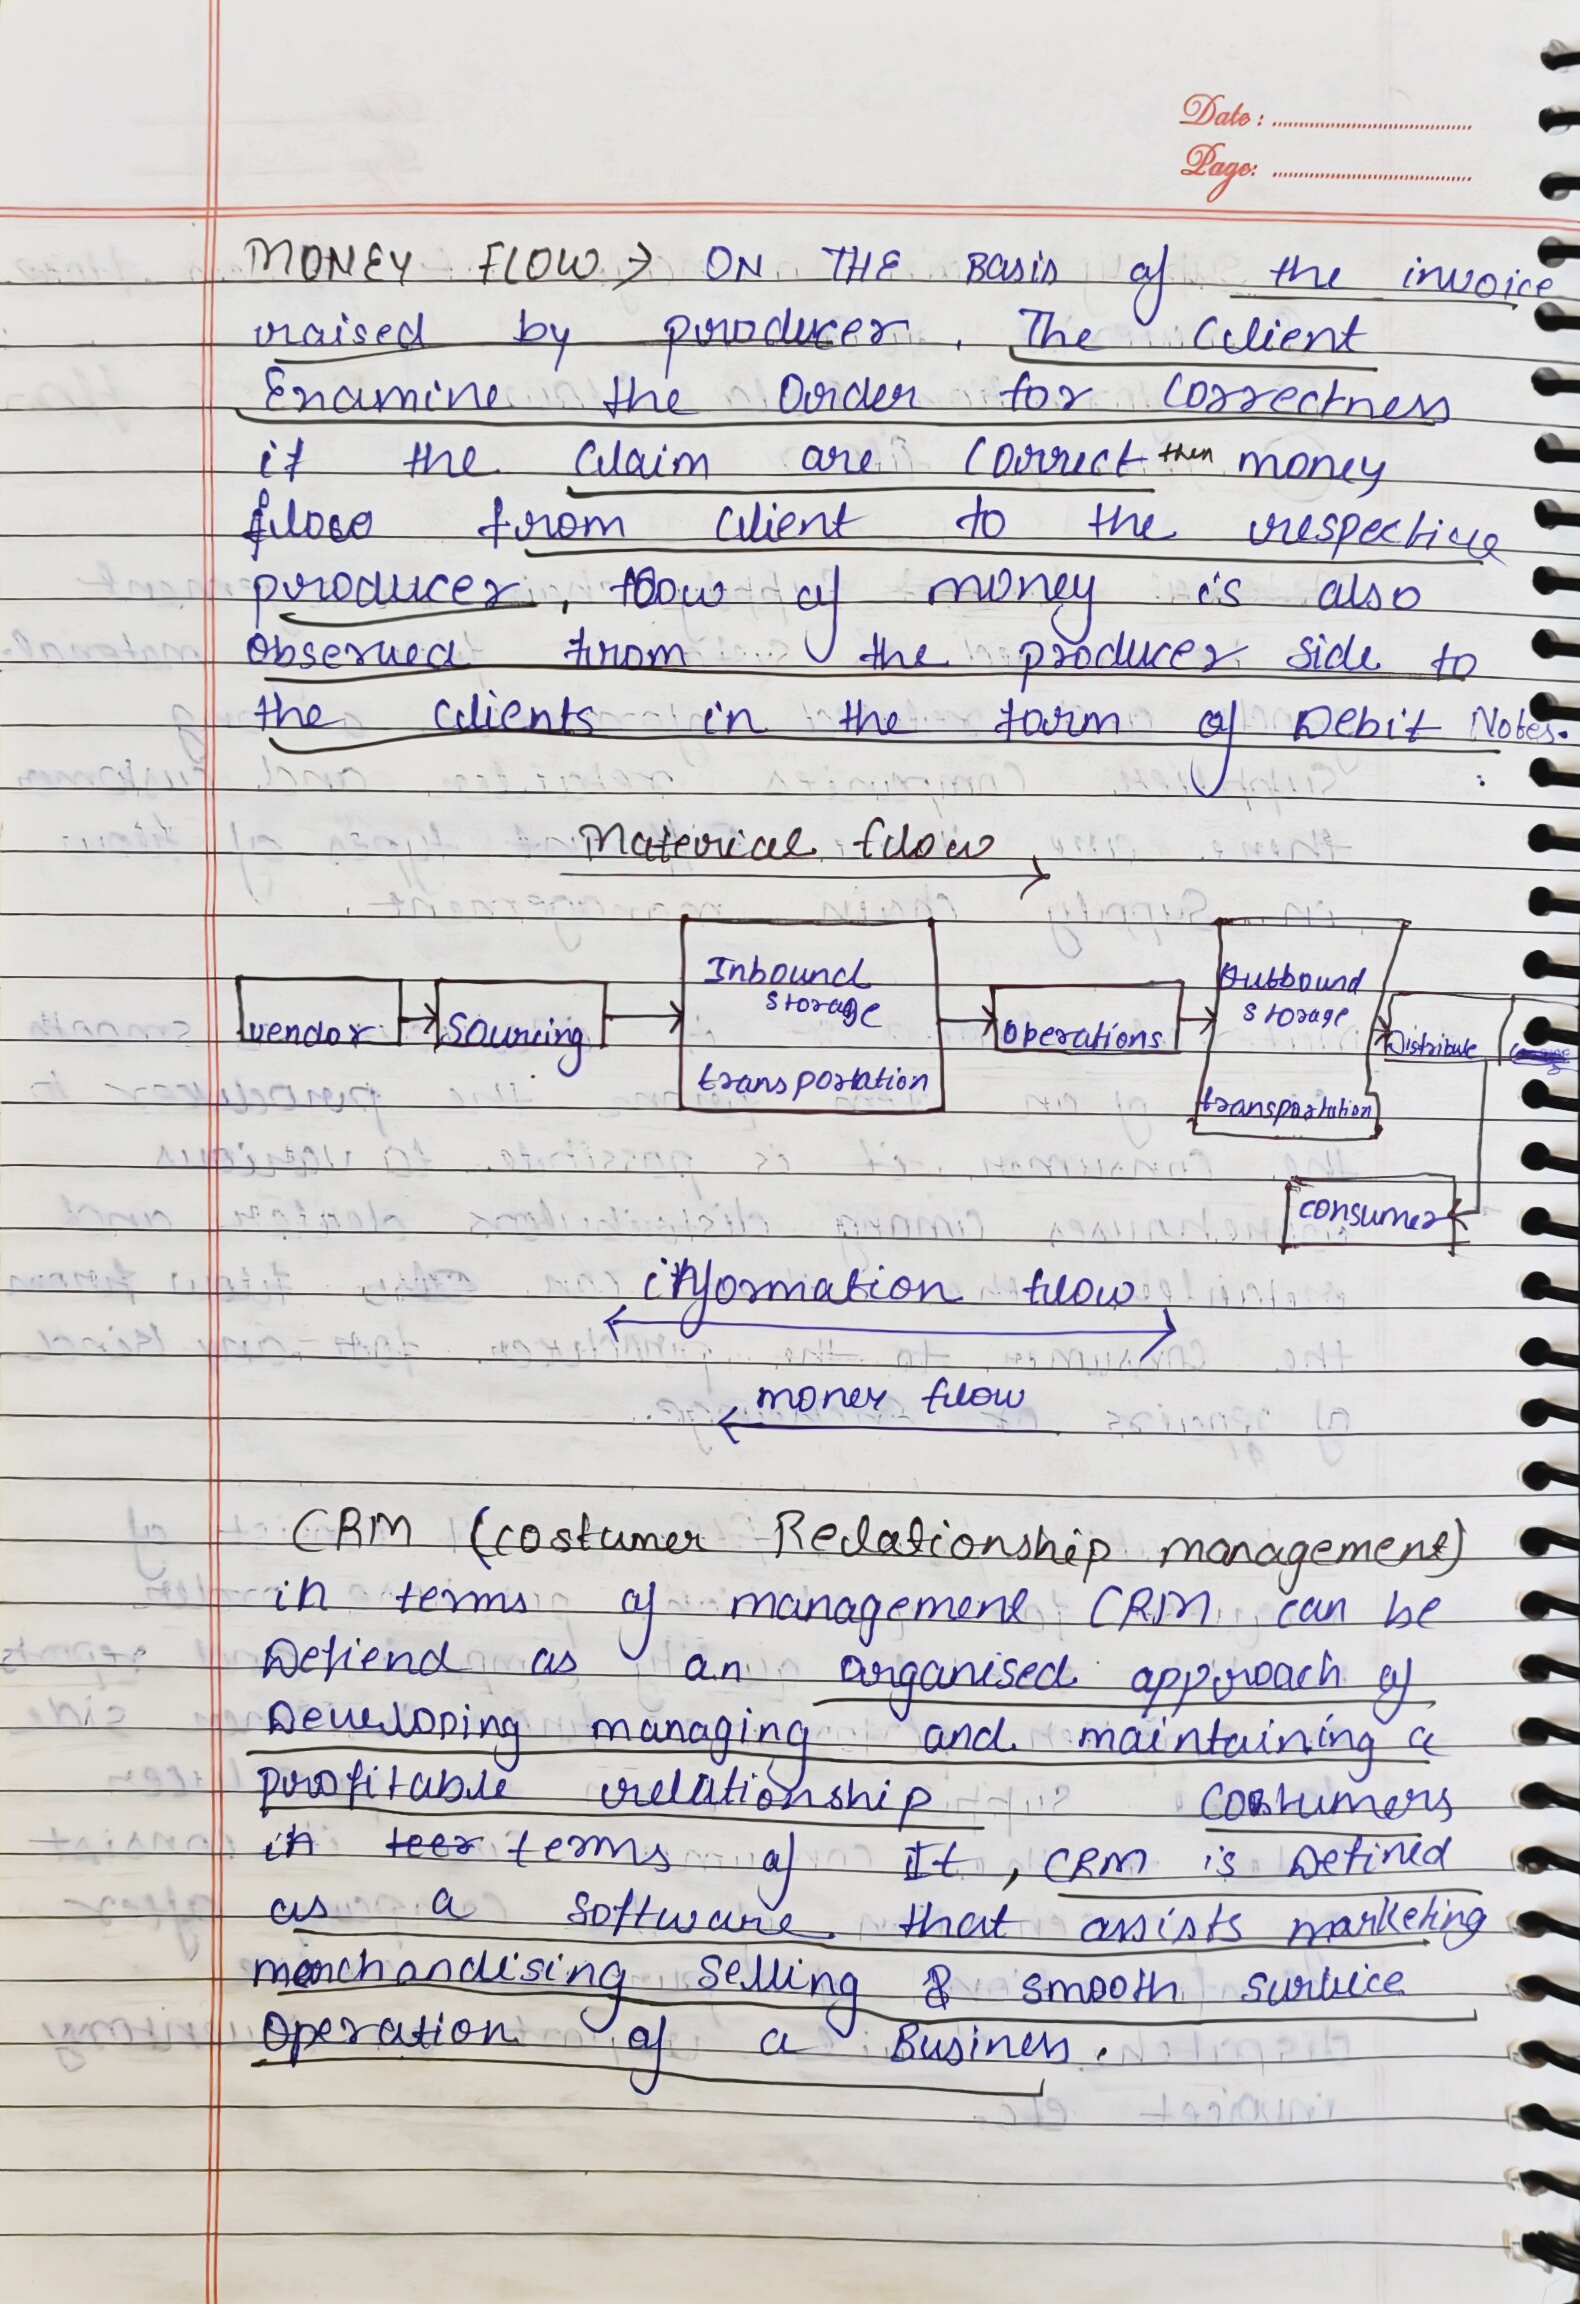 Date:
Page:
MONEY FLOW → ON THE Basis of the invoice
raised by producer. The Client
Examine the Order for Correctness
if the Claim are Correct then money
flow from Client to the respective
producer, flow of money is also
observed from the producer side to
the clients in the form of Debit Notes.
Material flow
Inbound storage
transportation
Outbound storage
transportation
vendor
Sourcing
operations
Distribute
consumer
information flow
money flow
CRM (costumer Relationship management)
in terms of management CRM can be
Defiend as an organised approach of
Developing managing and maintaining a
profitable relationship costumers
in terms of It, CRM is Defined
as a software that assists marketing
merchandising selling & smooth survice
operation of a Business.